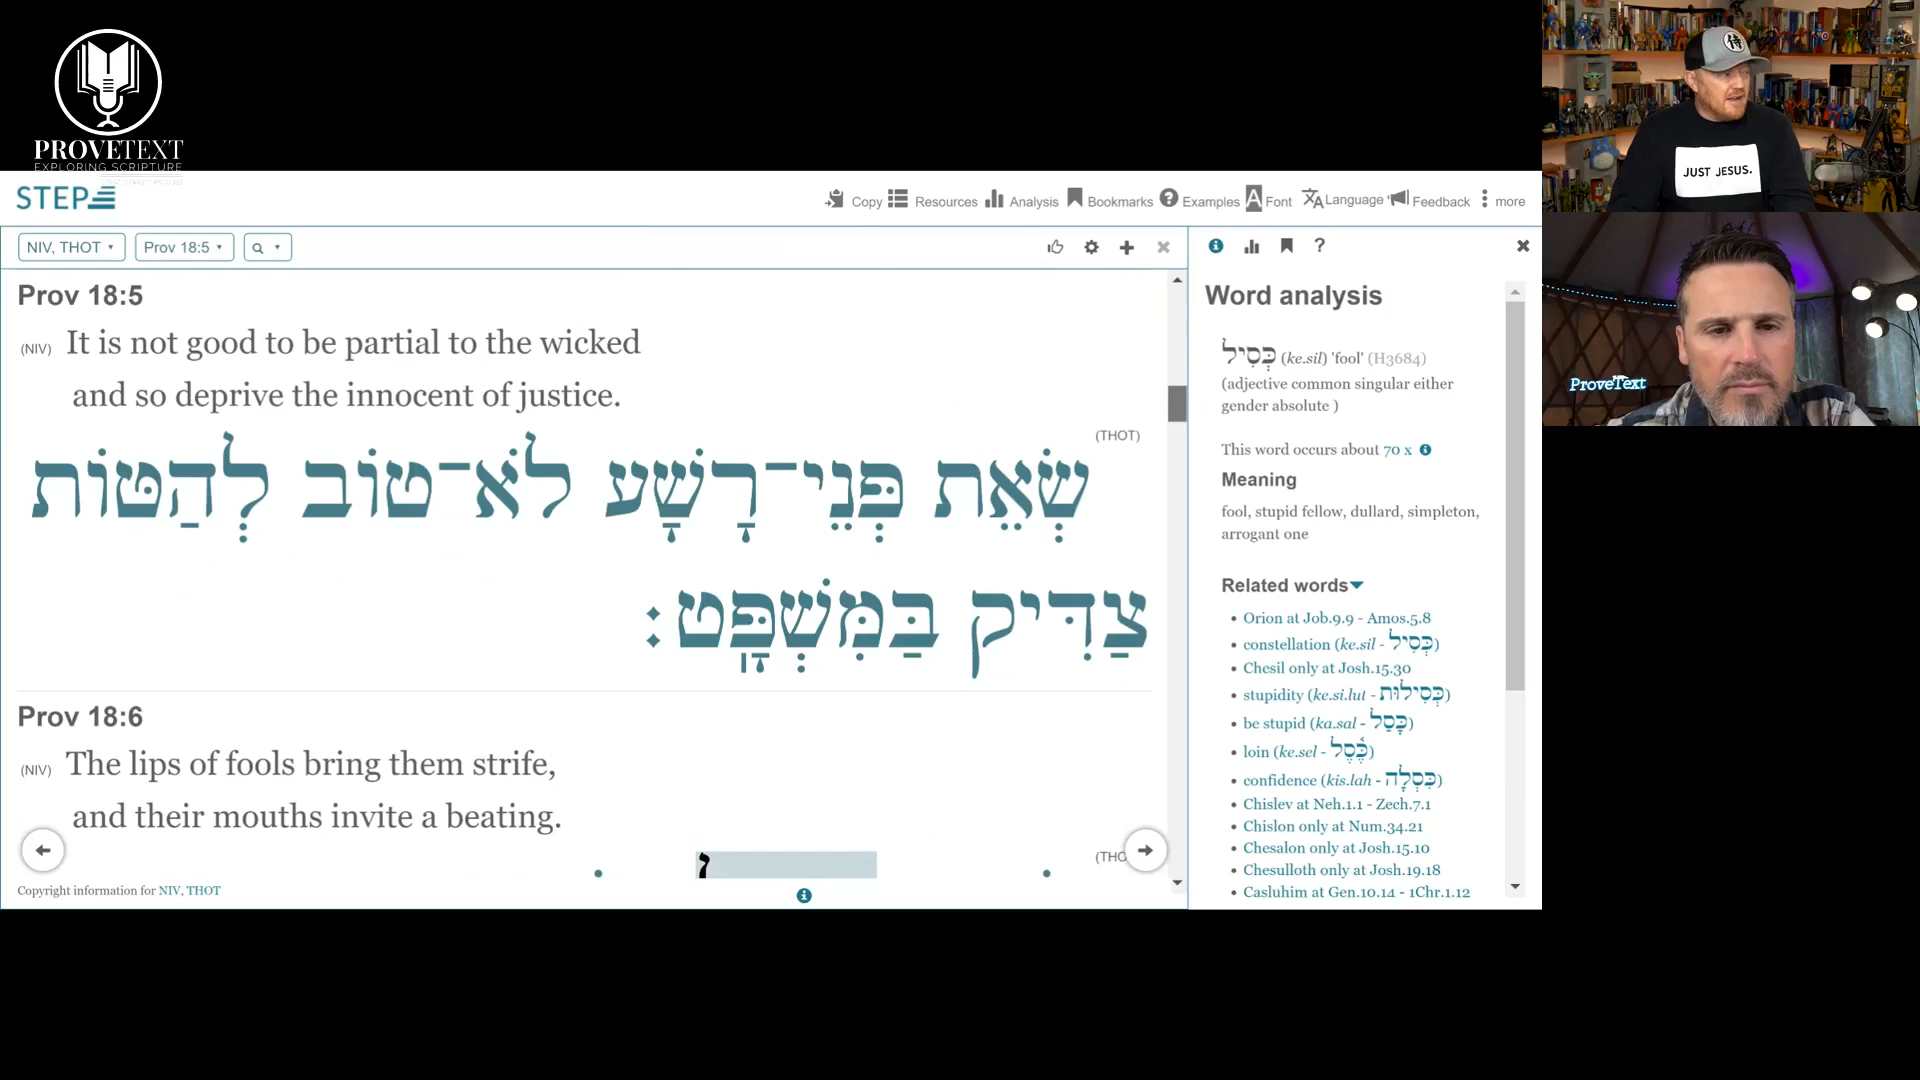 PROVETEXT
EXPLORING SCRIPTURE
JUST JESUS.
ProveText
STEP
Copy Resources Analysis Bookmarks Examples A Font Language Feedback more
NIV, THOT Prov 18:5
Prov 18:5
(NIV) It is not good to be partial to the wicked
and so deprive the innocent of justice.
(THOT)
שְׂאֵת פְּנֵי־רָשָׁע לֹא־טוֹב לְהַטּוֹת
צַדִּיק בַּמִּשְׁפָּֽט׃
Prov 18:6
(NIV) The lips of fools bring them strife,
and their mouths invite a beating.
Copyright information for NIV, THOT
Word analysis
כְּסִיל (ke.sil) 'fool' (H3684)
(adjective common singular either
gender absolute )
This word occurs about 70 x
Meaning
fool, stupid fellow, dullard, simpleton,
arrogant one
Related words
• Orion at Job.9.9 - Amos.5.8
• constellation (ke.sil - כְּסִיל)
• Chesil only at Josh.15.30
• stupidity (ke.si.lut - כְּסִילוּת)
• be stupid (ka.sal - כָּסַל)
• loin (ke.sel - כֶּ֫סֶל)
• confidence (kis.lah - כִּסְלָה)
• Chislev at Neh.1.1 - Zech.7.1
• Chislon only at Num.34.21
• Chesalon only at Josh.15.10
• Chesulloth only at Josh.19.18
• Casluhim at Gen.10.14 - 1Chr.1.12